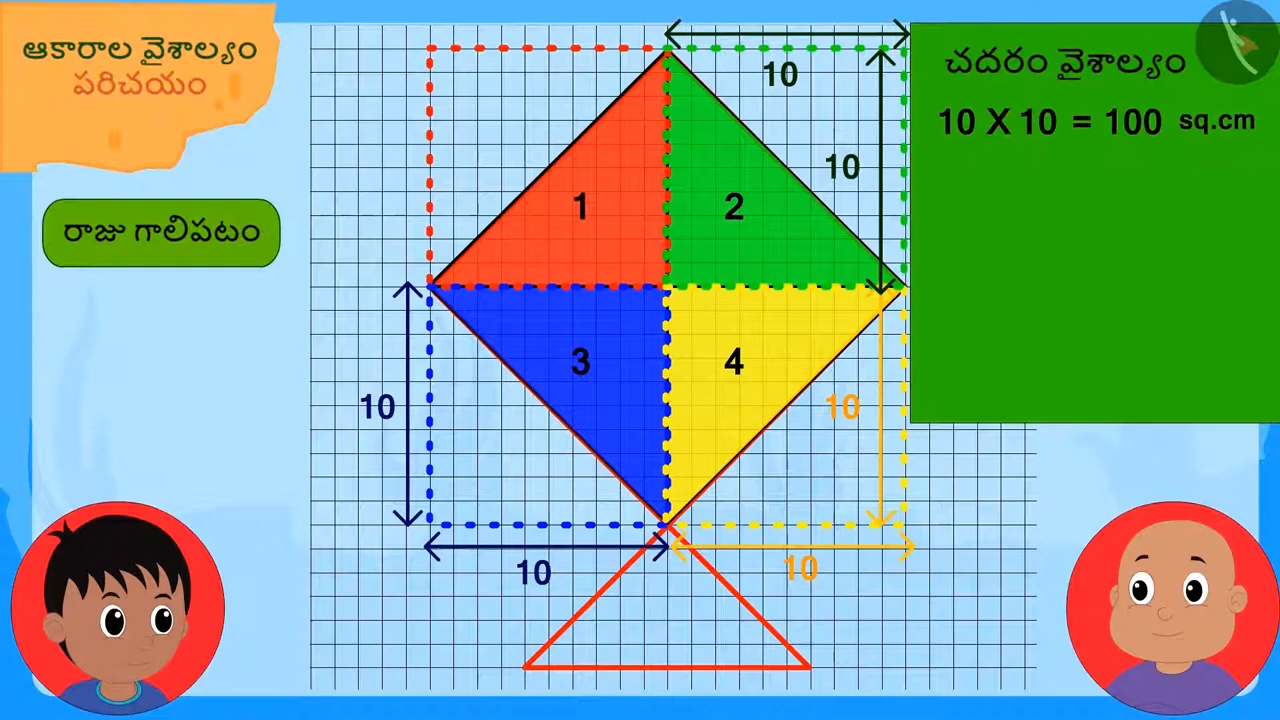 ఆకారాల వైశాల్యం
పరిచయం
రాజు గాలిపటం
చదరం వైశాల్యం
10 X 10 = 100 sq.cm
10
10
1
2
3
4
10
10
10
10